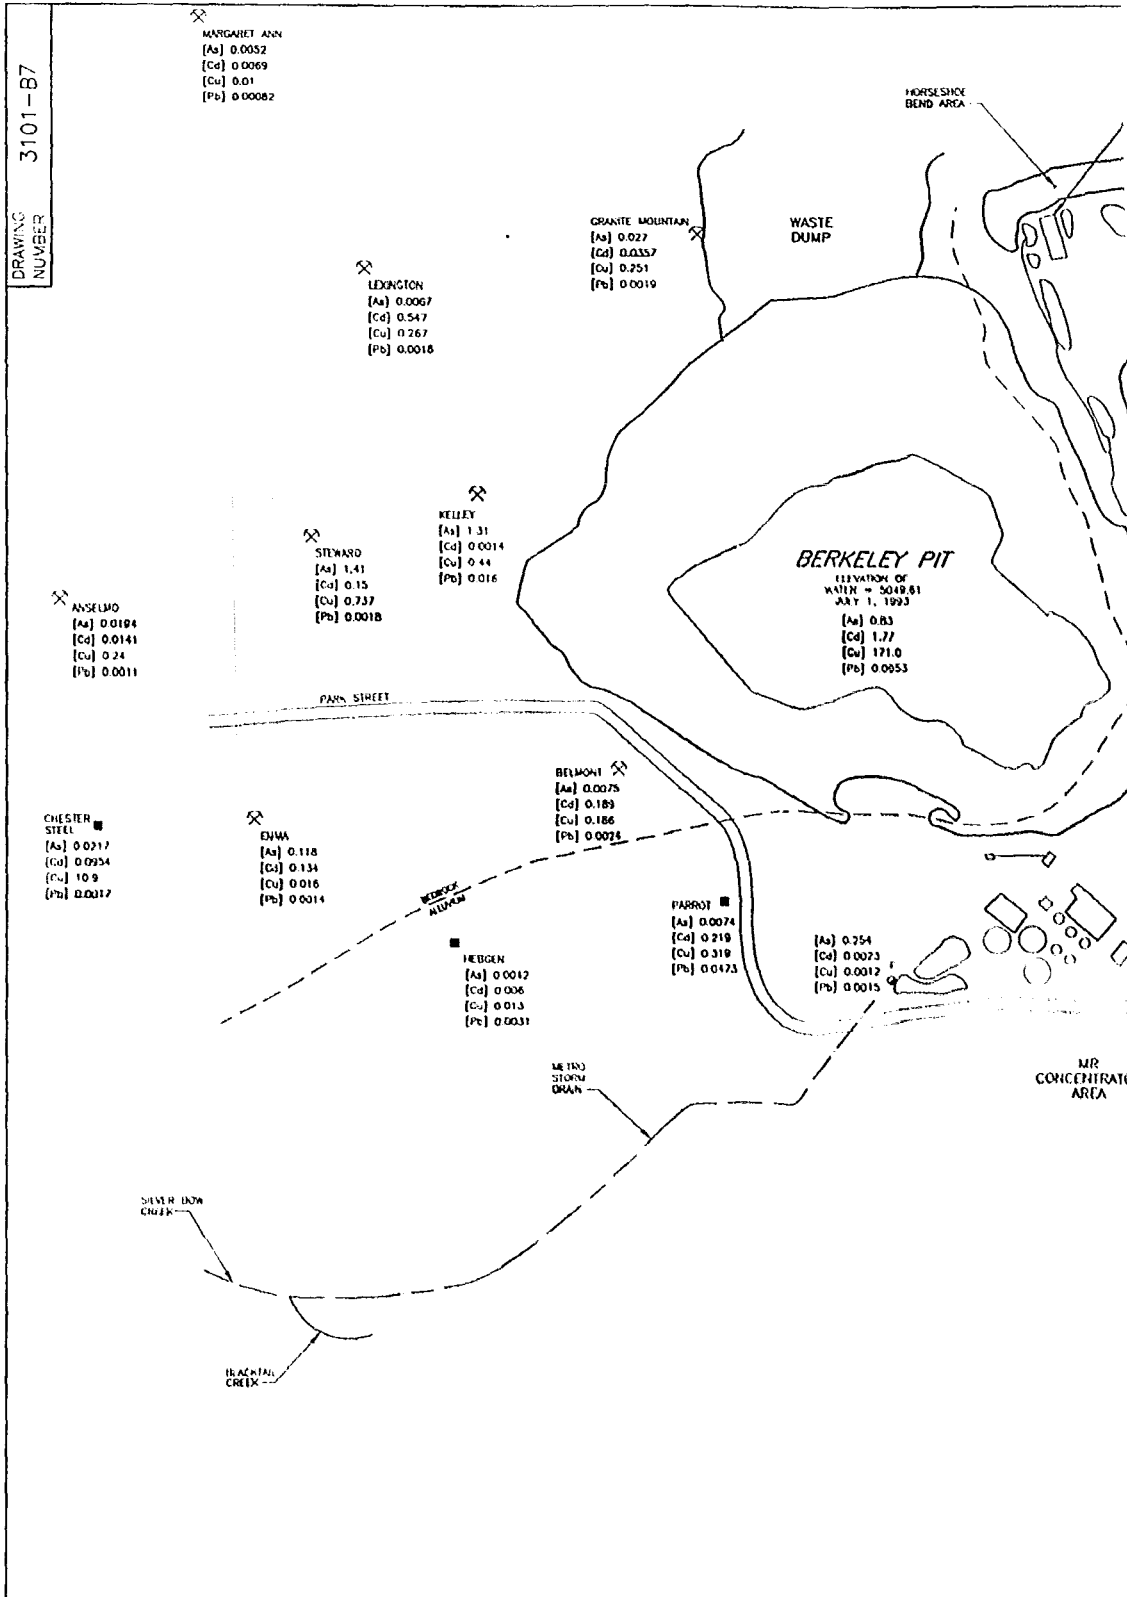 DRAWING NUMBER 3101-B7
MARGARET ANN
[As] 0.0052
[Cd] 0.0069
[Cu] 0.01
[Pb] 0.00082
HORSESHOE
BEND AREA
GRANITE MOUNTAIN
[As] 0.027
[Cd] 0.0357
[Cu] 0.251
[Pb] 0.0019
WASTE
DUMP
LEXINGTON
[As] 0.0067
[Cd] 0.547
[Cu] 0.267
[Pb] 0.0018
KELLEY
[As] 1.31
[Cd] 0.0014
[Cu] 0.44
[Pb] 0.016
STEWARD
[As] 1.41
[Cd] 0.15
[Cu] 0.737
[Pb] 0.0018
BERKELEY PIT
ELEVATION OF
WATER = 5049.61
JULY 1, 1993
[As] 0.83
[Cd] 1.77
[Cu] 171.0
[Pb] 0.0053
ANSELMO
[As] 0.0194
[Cd] 0.0141
[Cu] 0.24
[Pb] 0.0011
PARK STREET
BELMONT
[As] 0.0075
[Cd] 0.189
[Cu] 0.186
[Pb] 0.0024
CHESTER
STEEL
[As] 0.0217
[Cd] 0.0954
[Cu] 10.9
[Pb] 0.0017
EMMA
[As] 0.118
[Cd] 0.134
[Cu] 0.016
[Pb] 0.0014
BEDROCK
ALLUVIUM
PARROT
[As] 0.0074
[Cd] 0.219
[Cu] 0.319
[Pb] 0.0473
[As] 0.254
[Cd] 0.0023
[Cu] 0.0012
[Pb] 0.0015
HEBGEN
[As] 0.0012
[Cd] 0.006
[Cu] 0.013
[Pb] 0.0031
METRO
STORM
DRAIN
MR
CONCENTRATO
AREA
SILVER BOW
CREEK
BLACKTAIL
CREEK